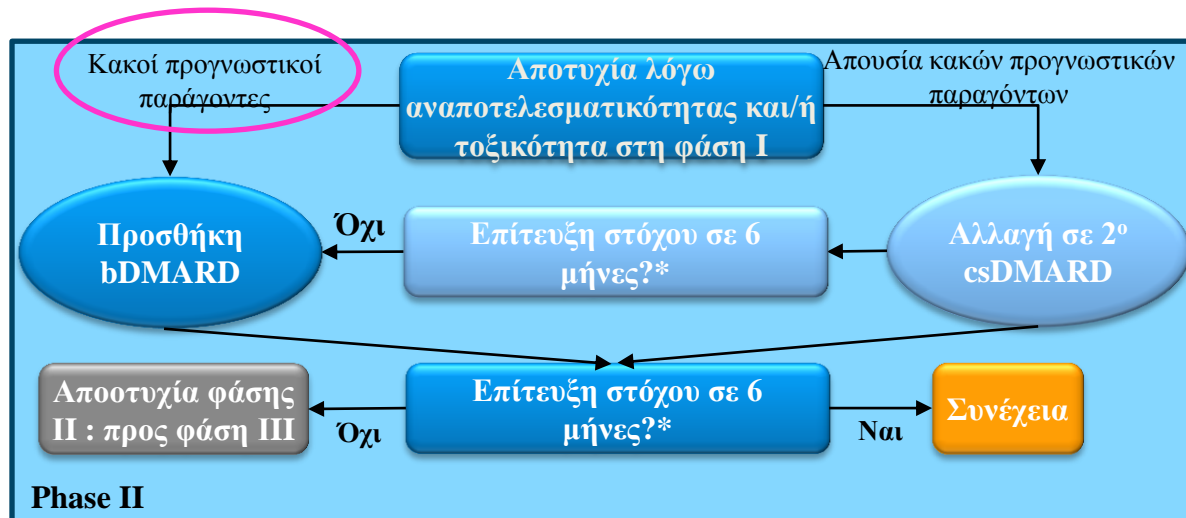 Κακοί προγνωστικοί
παράγοντες
Αποτυχία λόγω
αναποτελεσματικότητας και/ή
τοξικότητα στη φάση Ι
Απουσία κακών προγνωστικών
παραγόντων
Προσθήκη
bDMARD
Όχι
Επίτευξη στόχου σε 6
μήνες?*
Αλλαγή σε 2ο
csDMARD
Αποοτυχία φάσης
ΙΙ : προς φάση ΙΙΙ
Όχι
Επίτευξη στόχου σε 6
μήνες?*
Ναι
Συνέχεια
Phase II